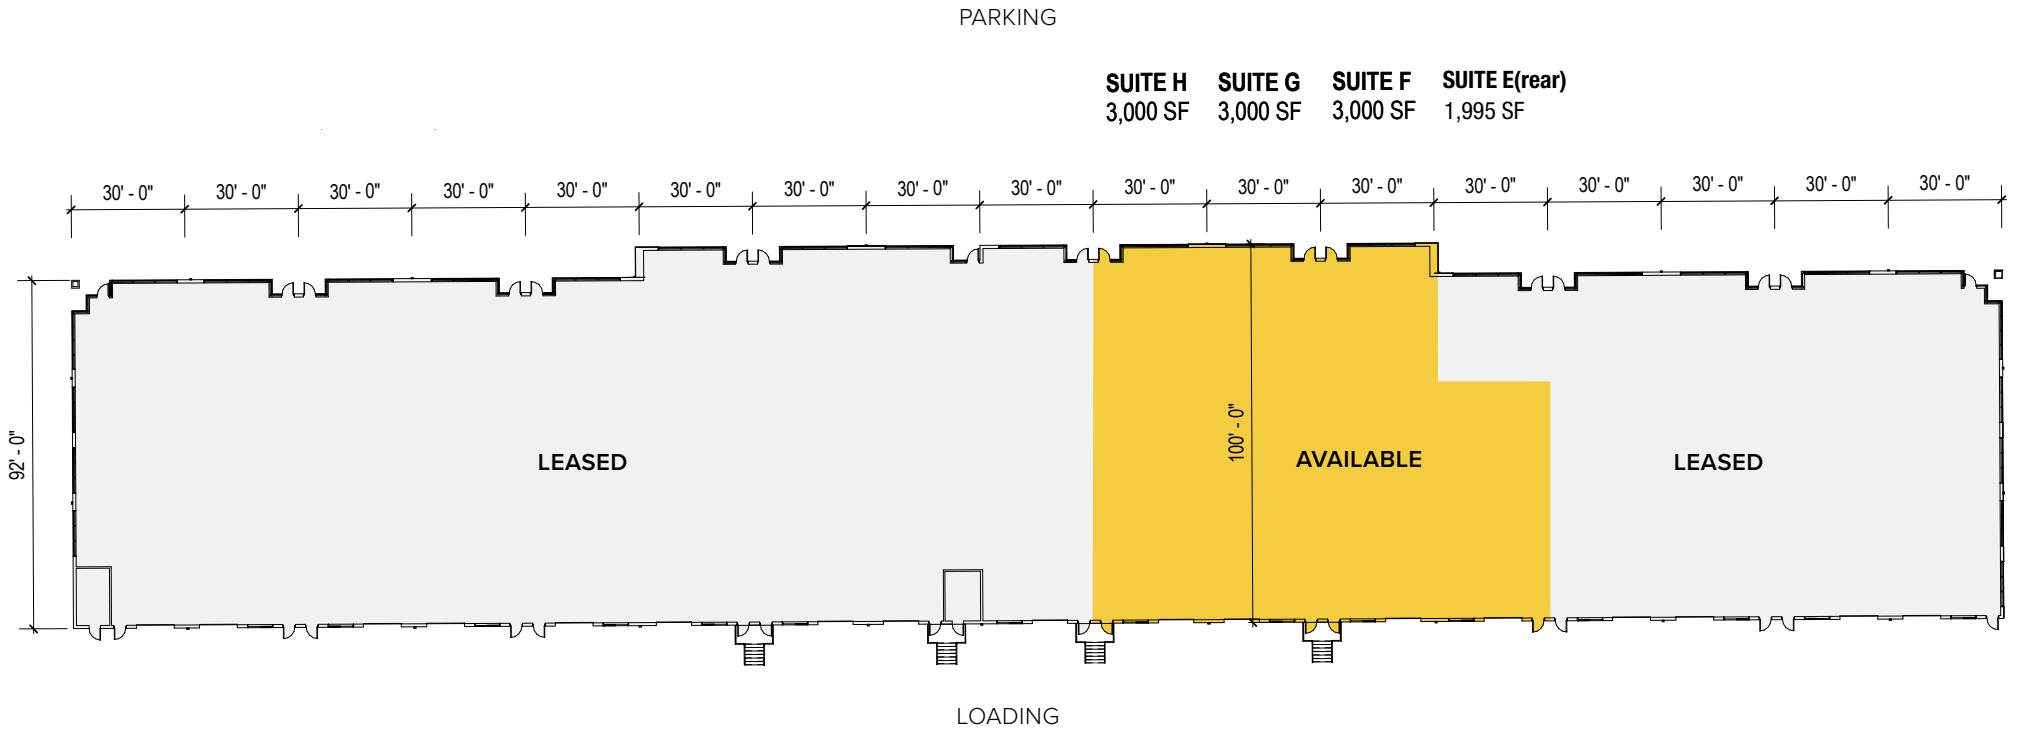 PARKING
SUITE H SUITE G SUITE F SUITE E(rear)
3,000 SF 3,000 SF 3,000 SF 1,995 SF
30' - 0" 30' - 0" 30' - 0" 30' - 0" 30' - 0" 30' - 0" 30' - 0" 30' - 0" 30' - 0" 30' - 0" 30' - 0" 30' - 0" 30' - 0" 30' - 0" 30' - 0" 30' - 0" 30' - 0"
92' - 0"
LEASED
100' - 0"
AVAILABLE
LEASED
LOADING